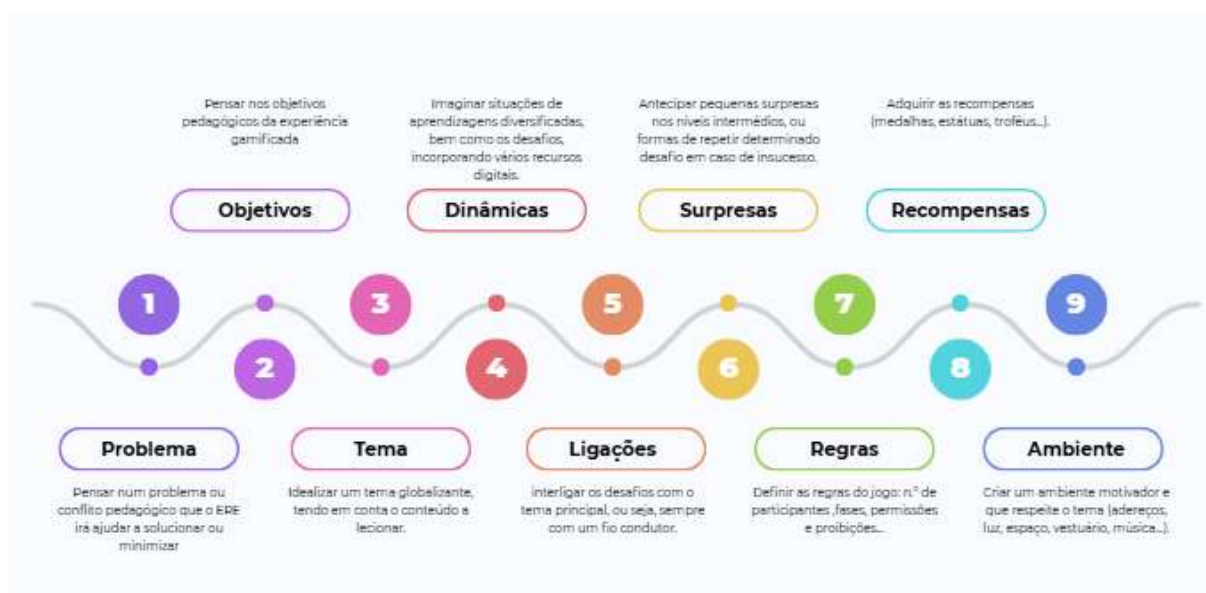 1
Problema
Pensar num problema ou
conflito pedagógico que o ERE
irá ajudar a solucionar ou
minimizar
Pensar nos objetivos
pedagógicos da experiência
gamificada
Objetivos
2
3
Tema
Idealizar um tema globalizante,
tendo em conta o conteúdo a
lecionar.
Imaginar situações de
aprendizagens diversificadas,
bem como os desafios,
incorporando vários recursos
digitais.
Dinâmicas
4
5
Ligações
Interligar os desafios com o
tema principal, ou seja, sempre
com um fio condutor.
Antecipar pequenas surpresas
nos níveis intermédios, ou
formas de repetir determinado
desafio em caso de insucesso.
Surpresas
6
7
Regras
Definir as regras do jogo: n.º de
participantes ,fases, permissões
e proibições...
Adquirir as recompensas
(medalhas, estátuas, troféus...).
Recompensas
8
9
Ambiente
Criar um ambiente motivador e
que respeite o tema (adereços,
luz, espaço, vestuário, música...).